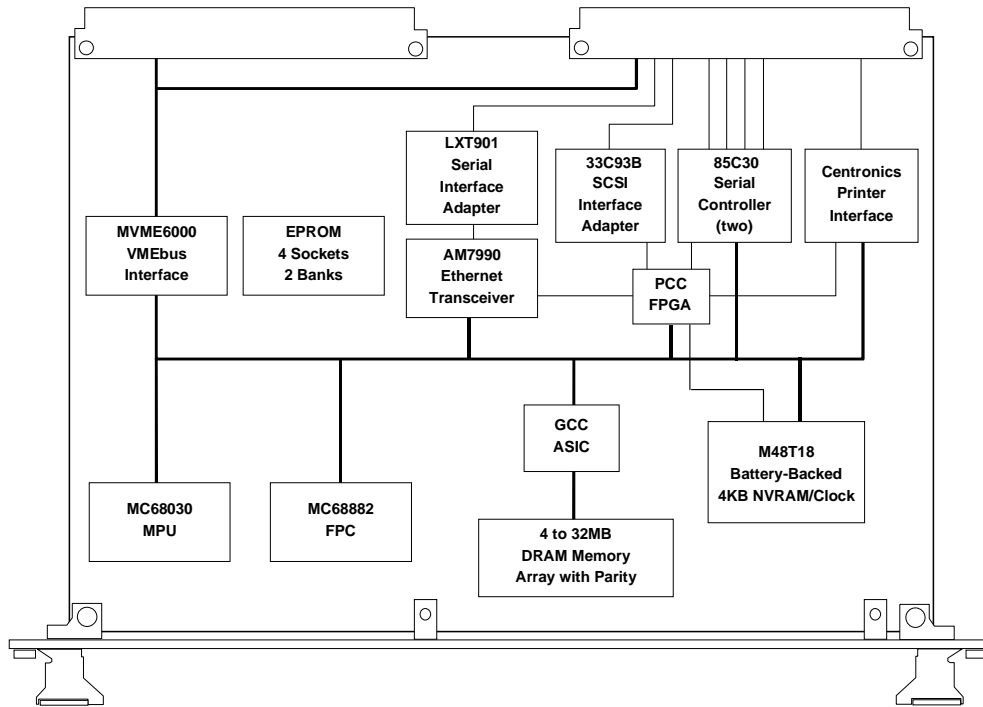 LXT901
Serial
Interface
Adapter
33C93B
SCSI
Interface
Adapter
85C30
Serial
Controller
(two)
Centronics
Printer
Interface
MVME6000
VMEbus
Interface
EPROM
4 Sockets
2 Banks
AM7990
Ethernet
Transceiver
PCC
FPGA
GCC
ASIC
M48T18
Battery-Backed
4KB NVRAM/Clock
MC68030
MPU
MC68882
FPC
4 to 32MB
DRAM Memory
Array with Parity